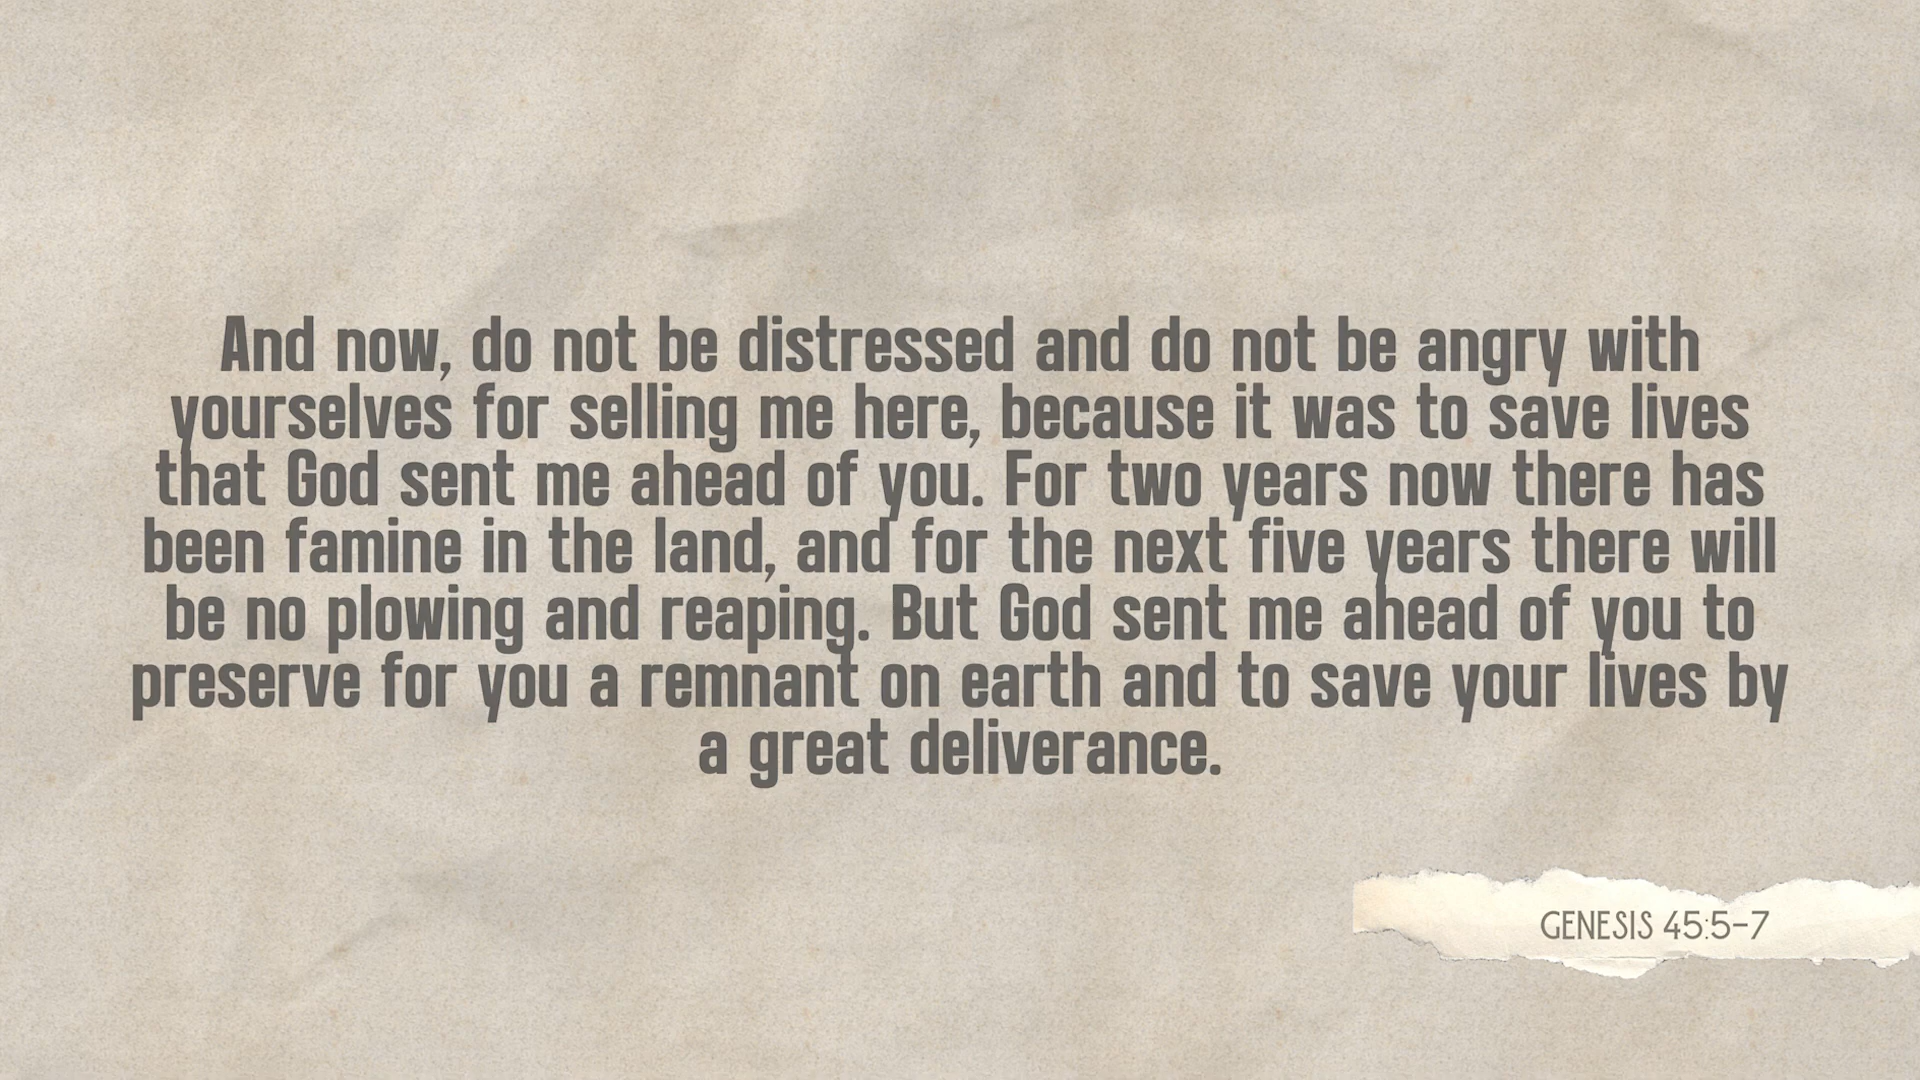 And now, do not be distressed and do not be angry with
yourselves for selling me here, because it was to save lives
that God sent me ahead of you. For two years now there has
been famine in the land, and for the next five years there will
be no plowing and reaping. But God sent me ahead of you to
preserve for you a remnant on earth and to save your lives by
a great deliverance.
GENESIS 45:5-7